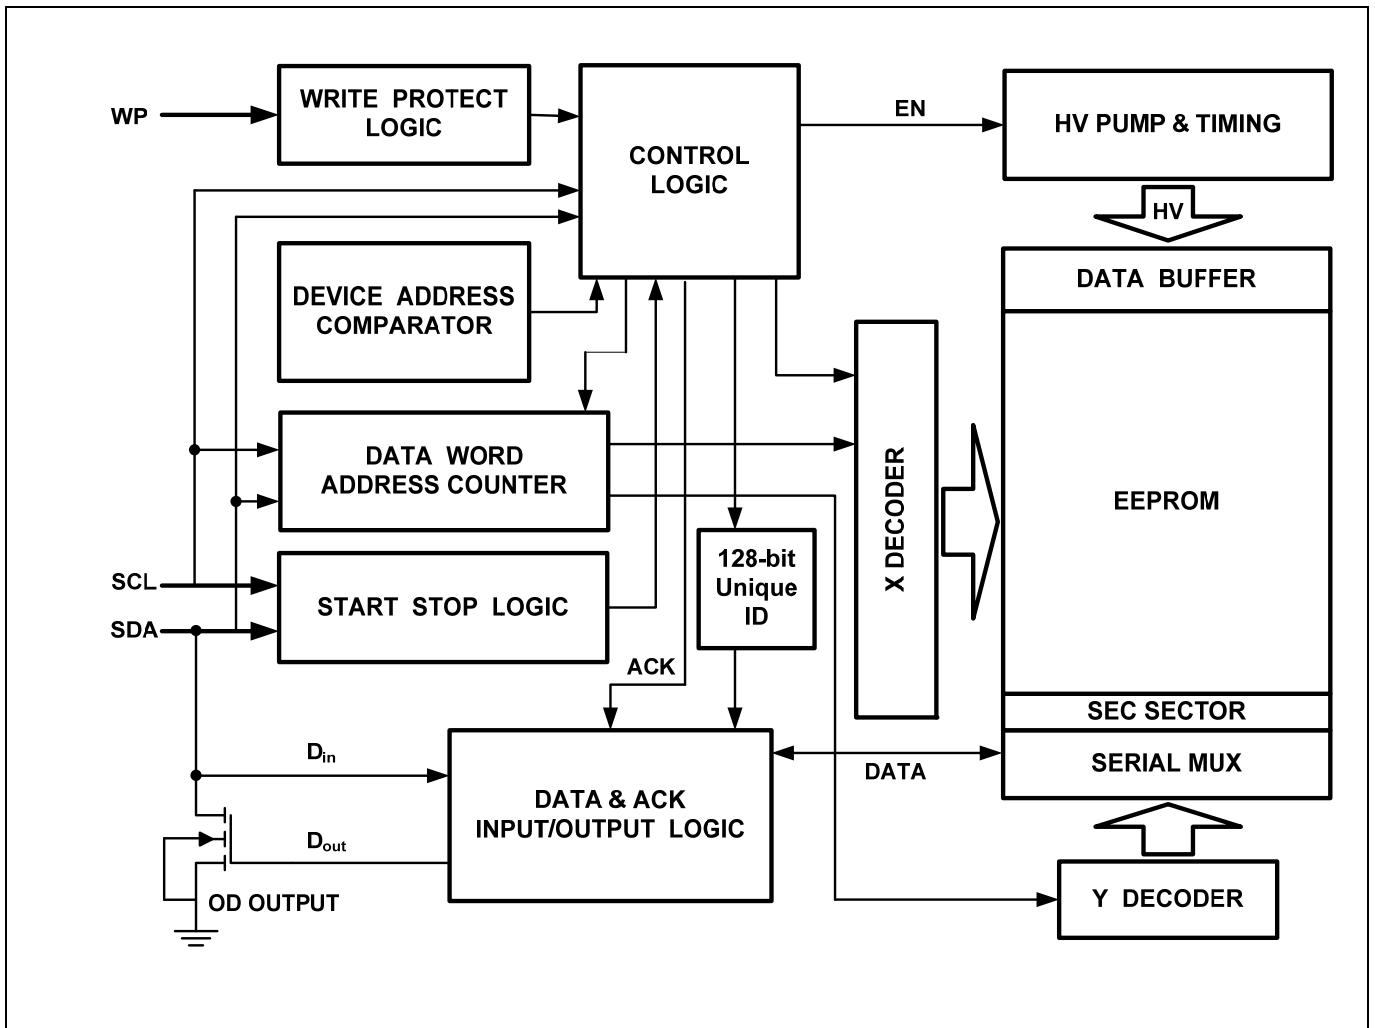 WP
WRITE PROTECT
LOGIC
CONTROL
LOGIC
EN
HV PUMP & TIMING
HV
DEVICE ADDRESS
COMPARATOR
DATA BUFFER
DATA WORD
ADDRESS COUNTER
X DECODER
EEPROM
SCL
SDA
START STOP LOGIC
128-bit
Unique
ID
ACK
SEC SECTOR
SERIAL MUX
DATA
Din
DATA & ACK
INPUT/OUTPUT LOGIC
Dout
OD OUTPUT
Y DECODER